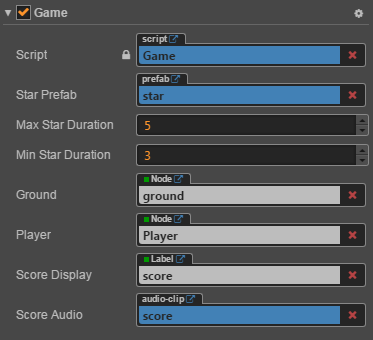 Game
script
Script Game
prefab
Star Prefab star
Max Star Duration 5
Min Star Duration 3
Node
Ground ground
Node
Player Player
Label
Score Display score
audio-clip
Score Audio score